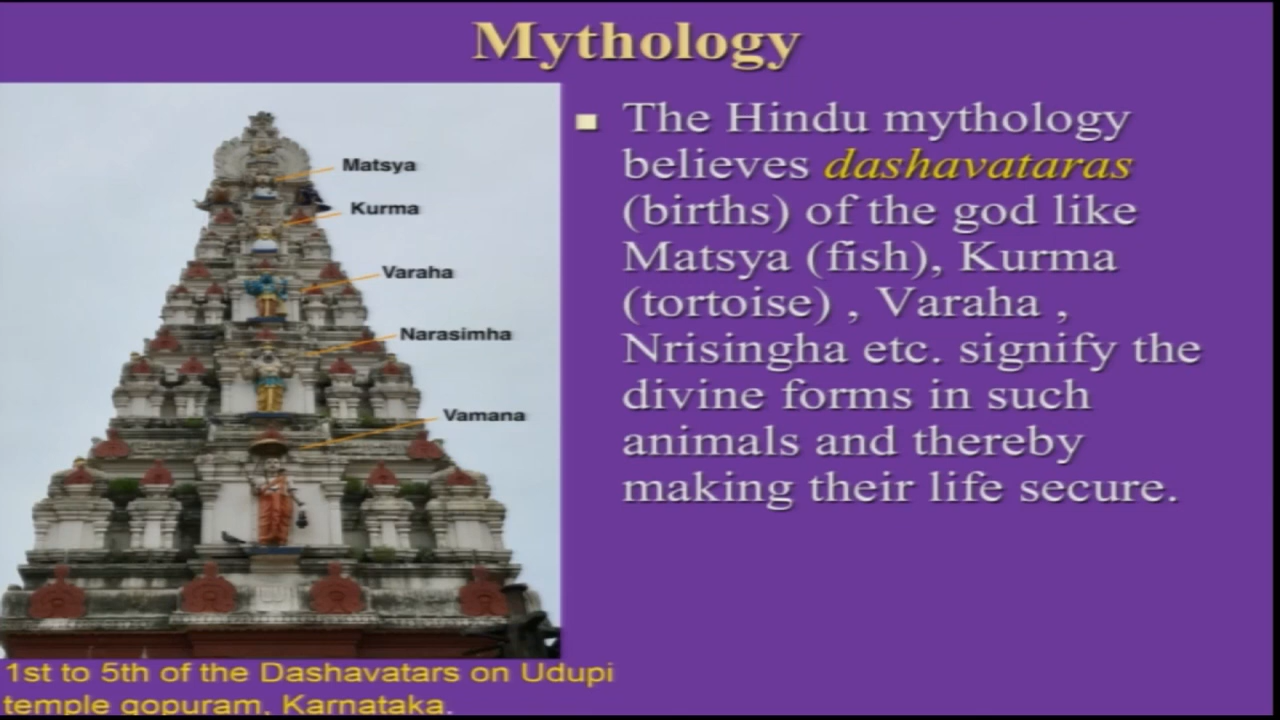 Mythology
Matsya
Kurma
Varaha
Narasimha
Vamana
The Hindu mythology
believes dashavataras
(births) of the god like
Matsya (fish), Kurma
(tortoise) , Varaha ,
Nrisingha etc. signify the
divine forms in such
animals and thereby
making their life secure.
1st to 5th of the Dashavatars on Udupi
temple gopuram, Karnataka.